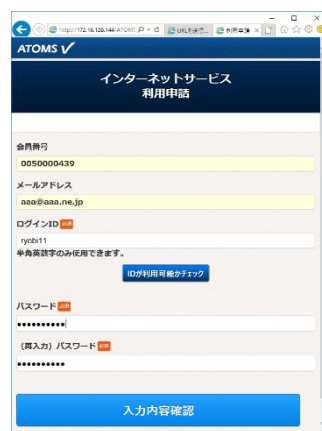 http://172.16.128.144/ATOMS
URLを送信...
利用申請
ATOMS V
インターネットサービス
利用申請
会員番号
0050000439
メールアドレス
aaa@aaa.ne.jp
ログインID 必須
ryobi11
半角英数字のみ使用できます。
IDが利用可能かチェック
パスワード 必須
••••••••••
（再入力）パスワード 必須
••••••••••
入力内容確認